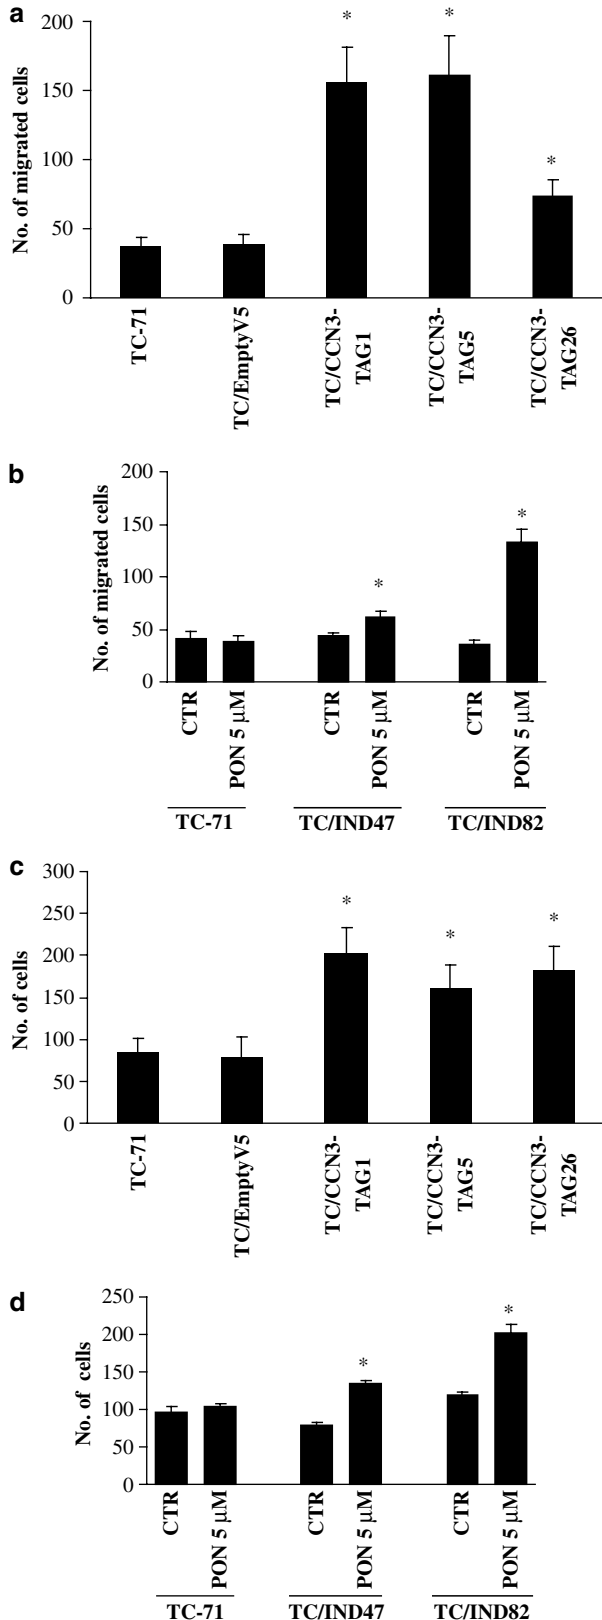 a
No. of migrated cells
200
150
100
50
0
*
*
*
TC-71
TC/EmptyV5
TC/CCN3-
TAG1
TC/CCN3-
TAG5
TC/CCN3-
TAG26
b
No. of migrated cells
200
150
100
50
0
*
*
CTR
PON 5 µM
CTR
PON 5 µM
CTR
PON 5 µM
TC-71
TC/IND47
TC/IND82
c
No. of cells
300
250
200
150
100
50
0
*
*
*
TC-71
TC/EmptyV5
TC/CCN3-
TAG1
TC/CCN3-
TAG5
TC/CCN3-
TAG26
d
No. of cells
250
200
150
100
50
0
*
*
CTR
PON 5 µM
CTR
PON 5 µM
CTR
PON 5 µM
TC-71
TC/IND47
TC/IND82